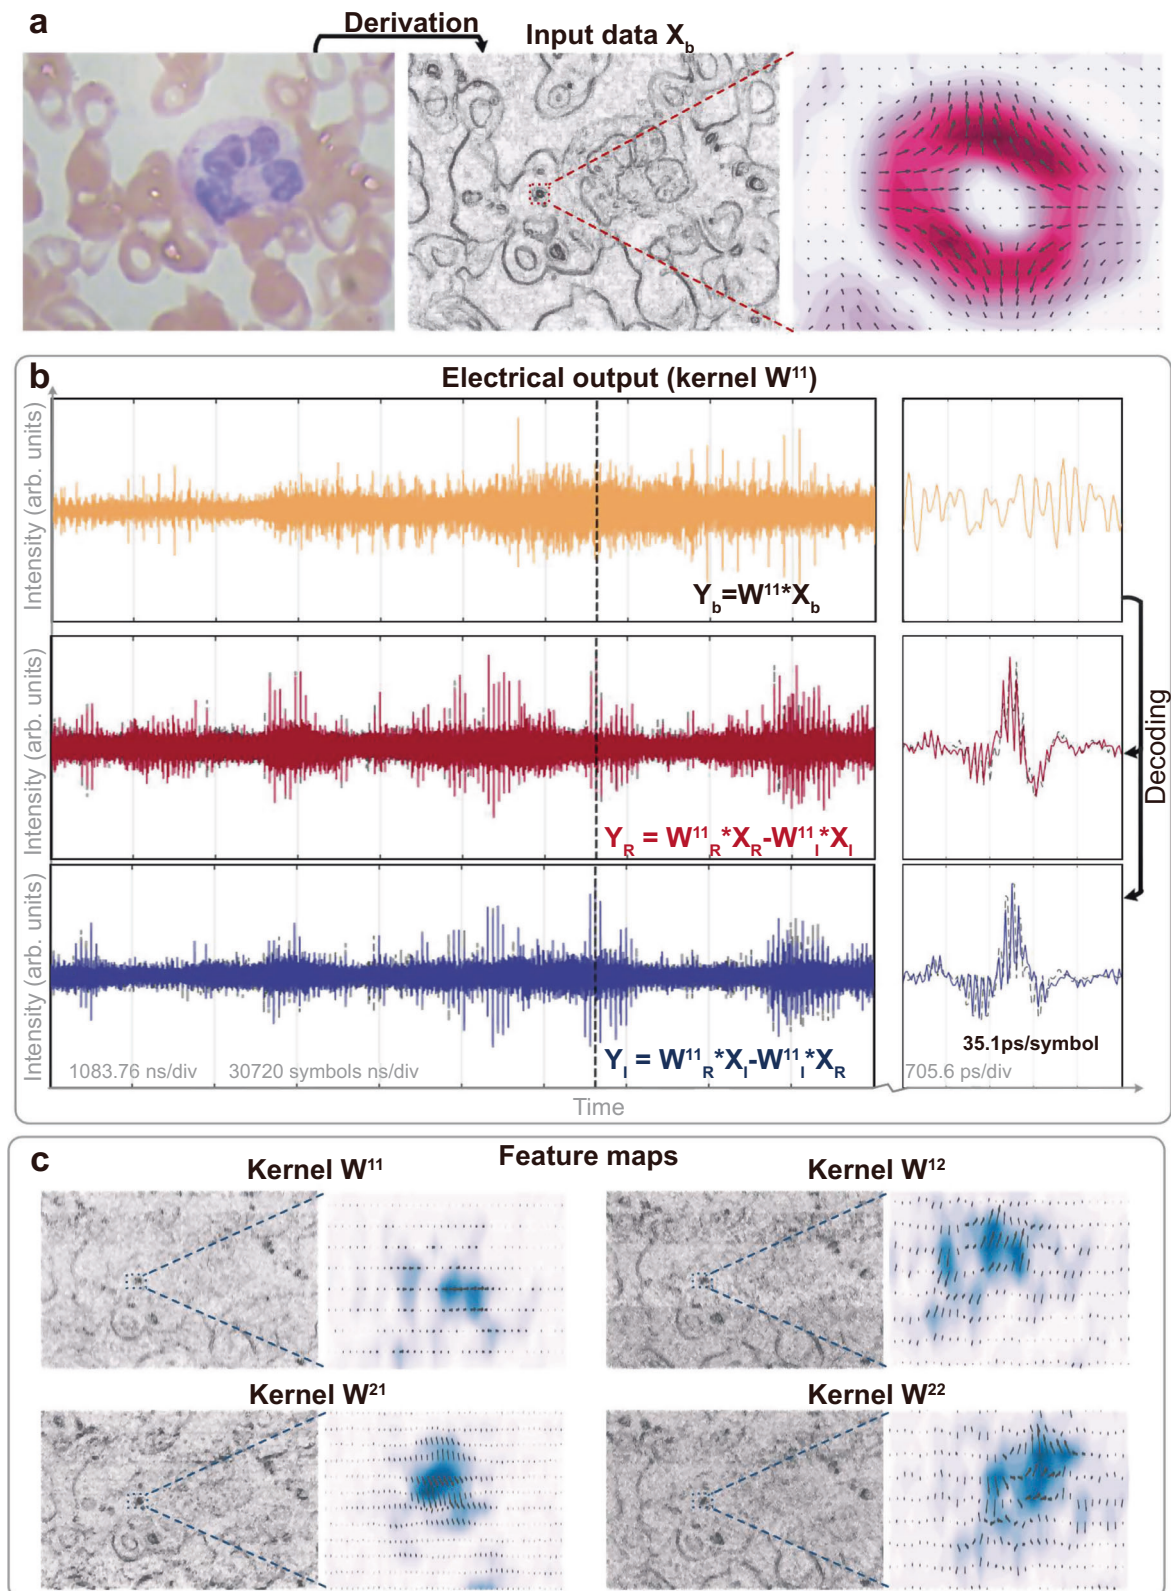 a
Derivation
Input data X_b
b
Electrical output (kernel W¹¹)
Intensity (arb. units)
Y_b=W¹¹*X_b
Intensity (arb. units)
Y_R = W¹¹_R*X_R-W¹¹_I*X_I
Decoding
Intensity (arb. units)
Y_I = W¹¹_R*X_I-W¹¹_I*X_R
35.1ps/symbol
1083.76 ns/div
30720 symbols ns/div
705.6 ps/div
Time
c
Feature maps
Kernel W¹¹
Kernel W¹²
Kernel W²¹
Kernel W²²